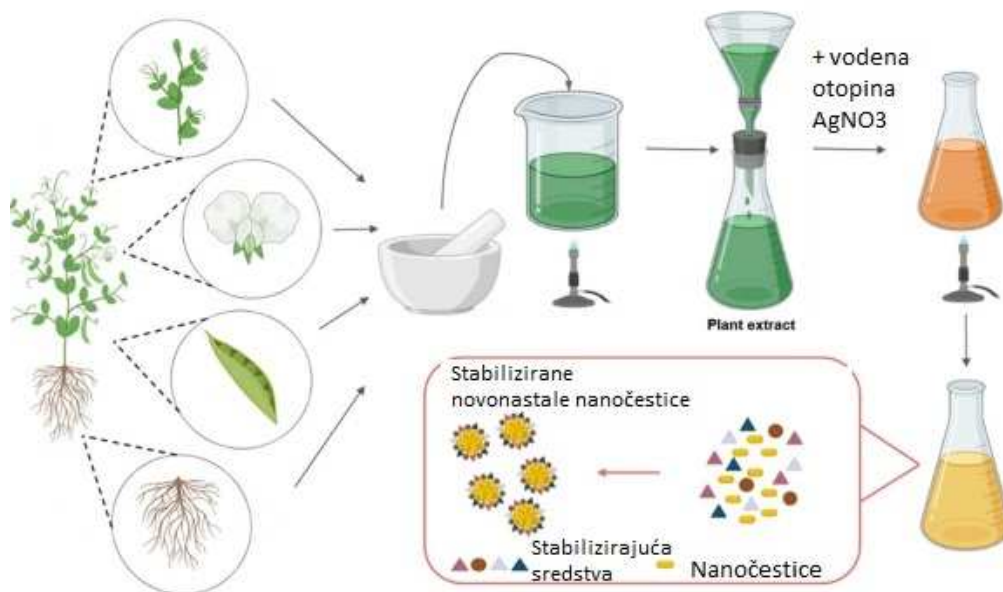 + vodena
otopina
AgNO3
Plant extract
Stabilizirane
novonastale nanočestice
Stabilizirajuća
sredstva
Nanočestice